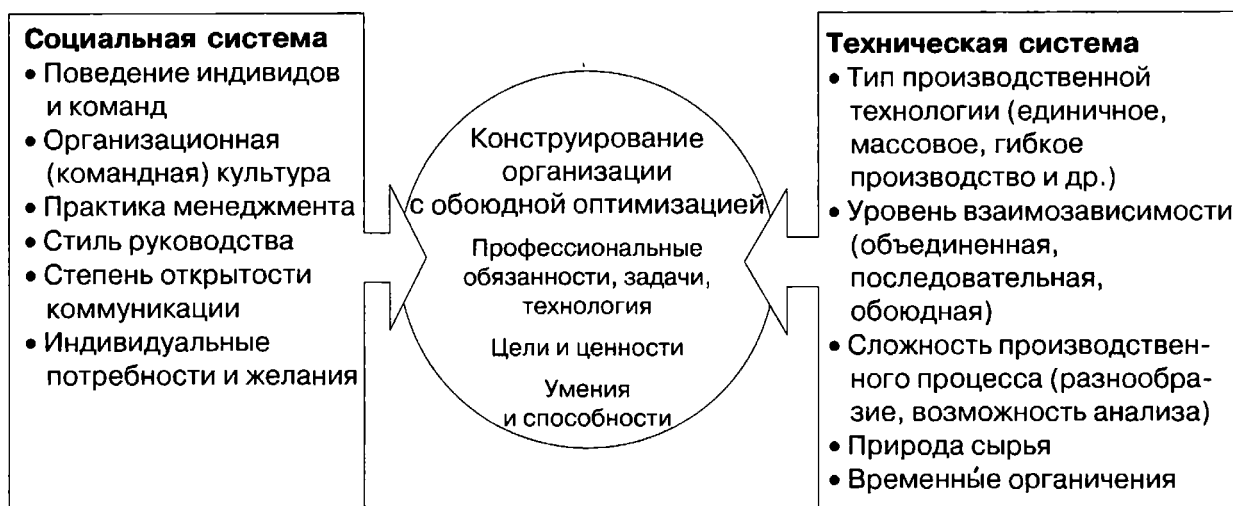 Социальная система
• Поведение индивидов
и команд
• Организационная
(командная) культура
• Практика менеджмента
• Стиль руководства
• Степень открытости
коммуникации
• Индивидуальные
потребности и желания
Конструирование
организации
с обоюдной оптимизацией
Профессиональные
обязанности, задачи,
технология
Цели и ценности
Умения
и способности
Техническая система
• Тип производственной
технологии (единичное,
массовое, гибкое
производство и др.)
• Уровень взаимозависимости
(объединенная,
последовательная,
обоюдная)
• Сложность производствен-
ного процесса (разнообра-
зие, возможность анализа)
• Природа сырья
• Временны́е органичения